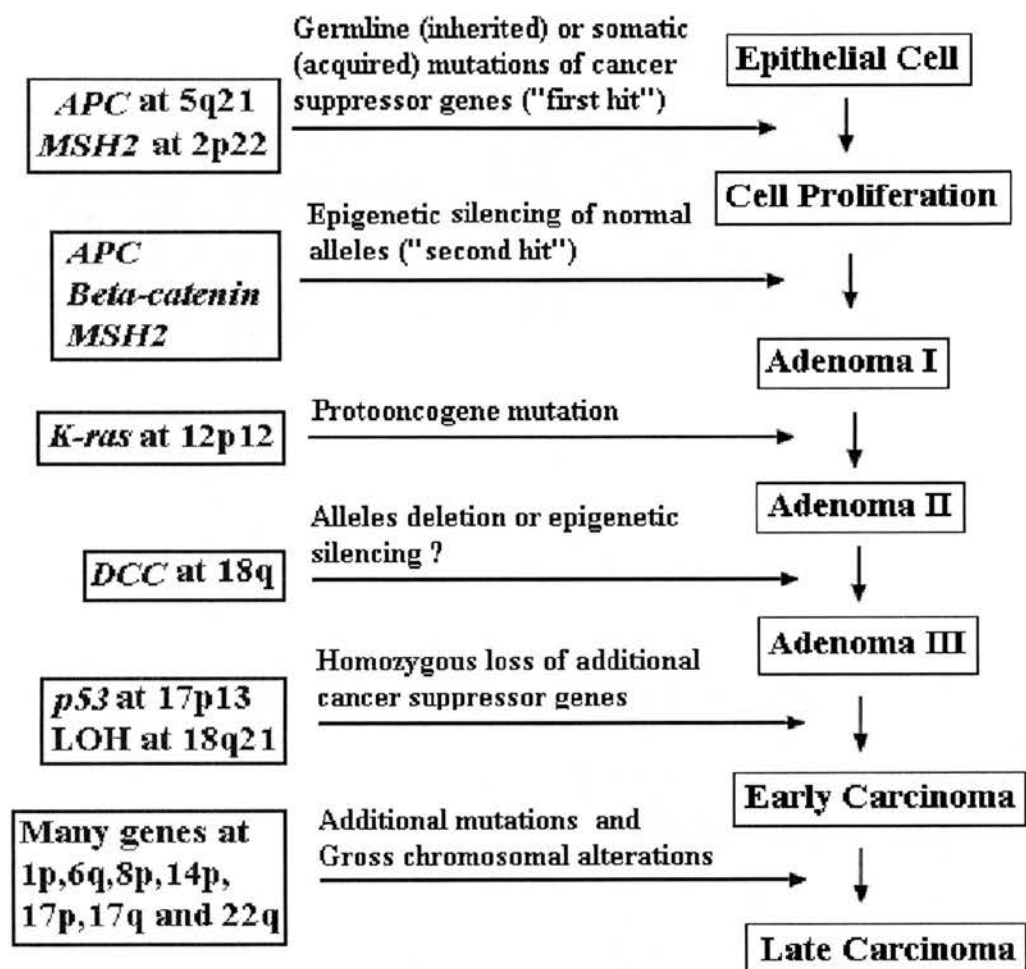 Germline (inherited) or somatic
(acquired) mutations of cancer
suppressor genes ("first hit")
Epithelial Cell
APC at 5q21
MSH2 at 2p22
Cell Proliferation
Epigenetic silencing of normal
alleles ("second hit")
APC
Beta-catenin
MSH2
Adenoma I
Protooncogene mutation
K-ras at 12p12
Adenoma II
Alleles deletion or epigenetic
silencing ?
DCC at 18q
Adenoma III
Homozygous loss of additional
cancer suppressor genes
p53 at 17p13
LOH at 18q21
Early Carcinoma
Additional mutations and
Gross chromosomal alterations
Many genes at
1p,6q,8p,14p,
17p,17q and 22q
Late Carcinoma